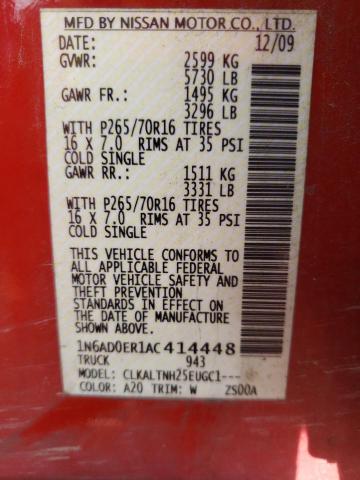 MFD BY NISSAN MOTOR CO., LTD.
DATE: 12/09
GVWR: 2599 KG
5730 LB
GAWR FR.: 1495 KG
3296 LB
WITH P265/70R16 TIRES
16 X 7.0 RIMS AT 35 PSI
COLD SINGLE
GAWR RR.: 1511 KG
3331 LB
WITH P265/70R16 TIRES
16 X 7.0 RIMS AT 35 PSI
COLD SINGLE
THIS VEHICLE CONFORMS TO
ALL APPLICABLE FEDERAL
MOTOR VEHICLE SAFETY AND
THEFT PREVENTION
STANDARDS IN EFFECT ON
THE DATE OF MANUFACTURE
SHOWN ABOVE.
1N6AD0ER1AC414448
TRUCK 943
MODEL: CLKALTNH25EUGC1---
COLOR: A20 TRIM: W ZS00A